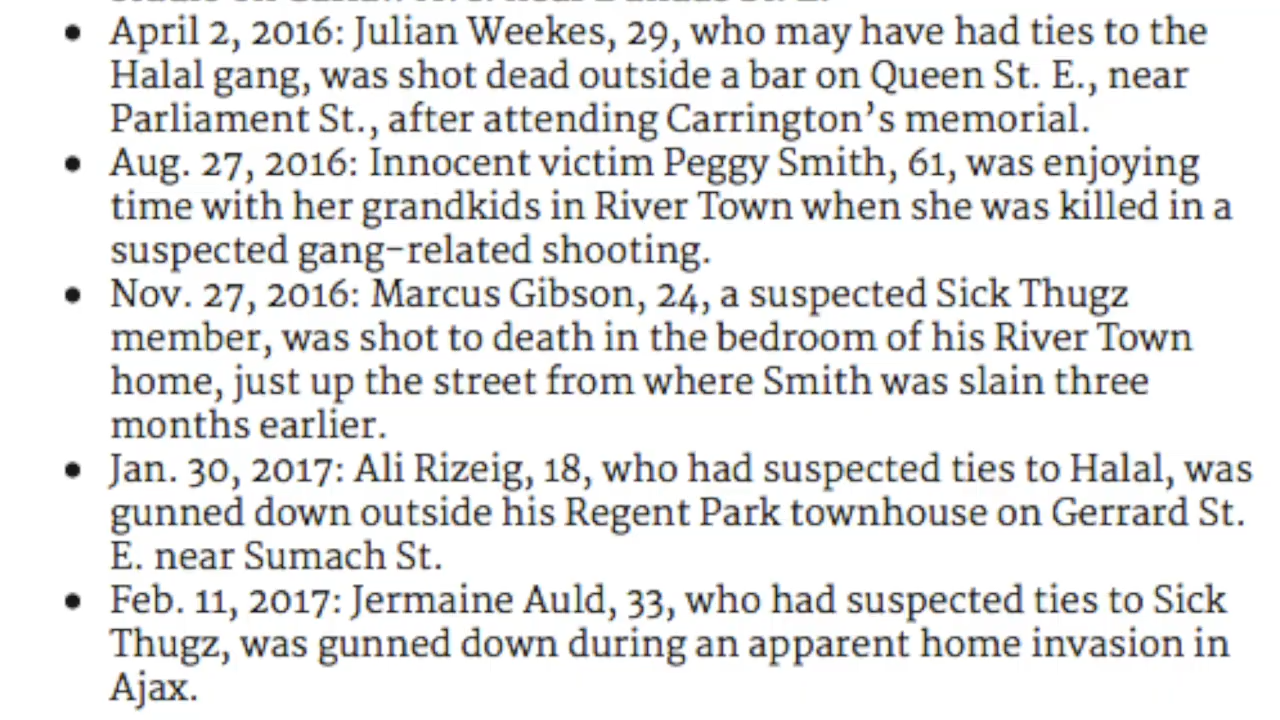 • April 2, 2016: Julian Weekes, 29, who may have had ties to the
Halal gang, was shot dead outside a bar on Queen St. E., near
Parliament St., after attending Carrington’s memorial.
• Aug. 27, 2016: Innocent victim Peggy Smith, 61, was enjoying
time with her grandkids in River Town when she was killed in a
suspected gang-related shooting.
• Nov. 27, 2016: Marcus Gibson, 24, a suspected Sick Thugz
member, was shot to death in the bedroom of his River Town
home, just up the street from where Smith was slain three
months earlier.
• Jan. 30, 2017: Ali Rizeig, 18, who had suspected ties to Halal, was
gunned down outside his Regent Park townhouse on Gerrard St.
E. near Sumach St.
• Feb. 11, 2017: Jermaine Auld, 33, who had suspected ties to Sick
Thugz, was gunned down during an apparent home invasion in
Ajax.